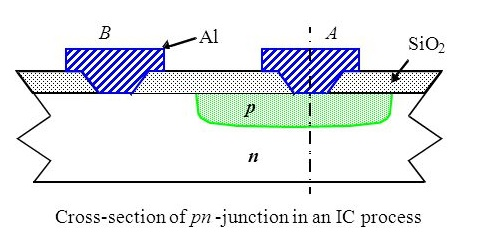 B
Al
A
SiO₂
p
n
Cross-section of pn-junction in an IC process